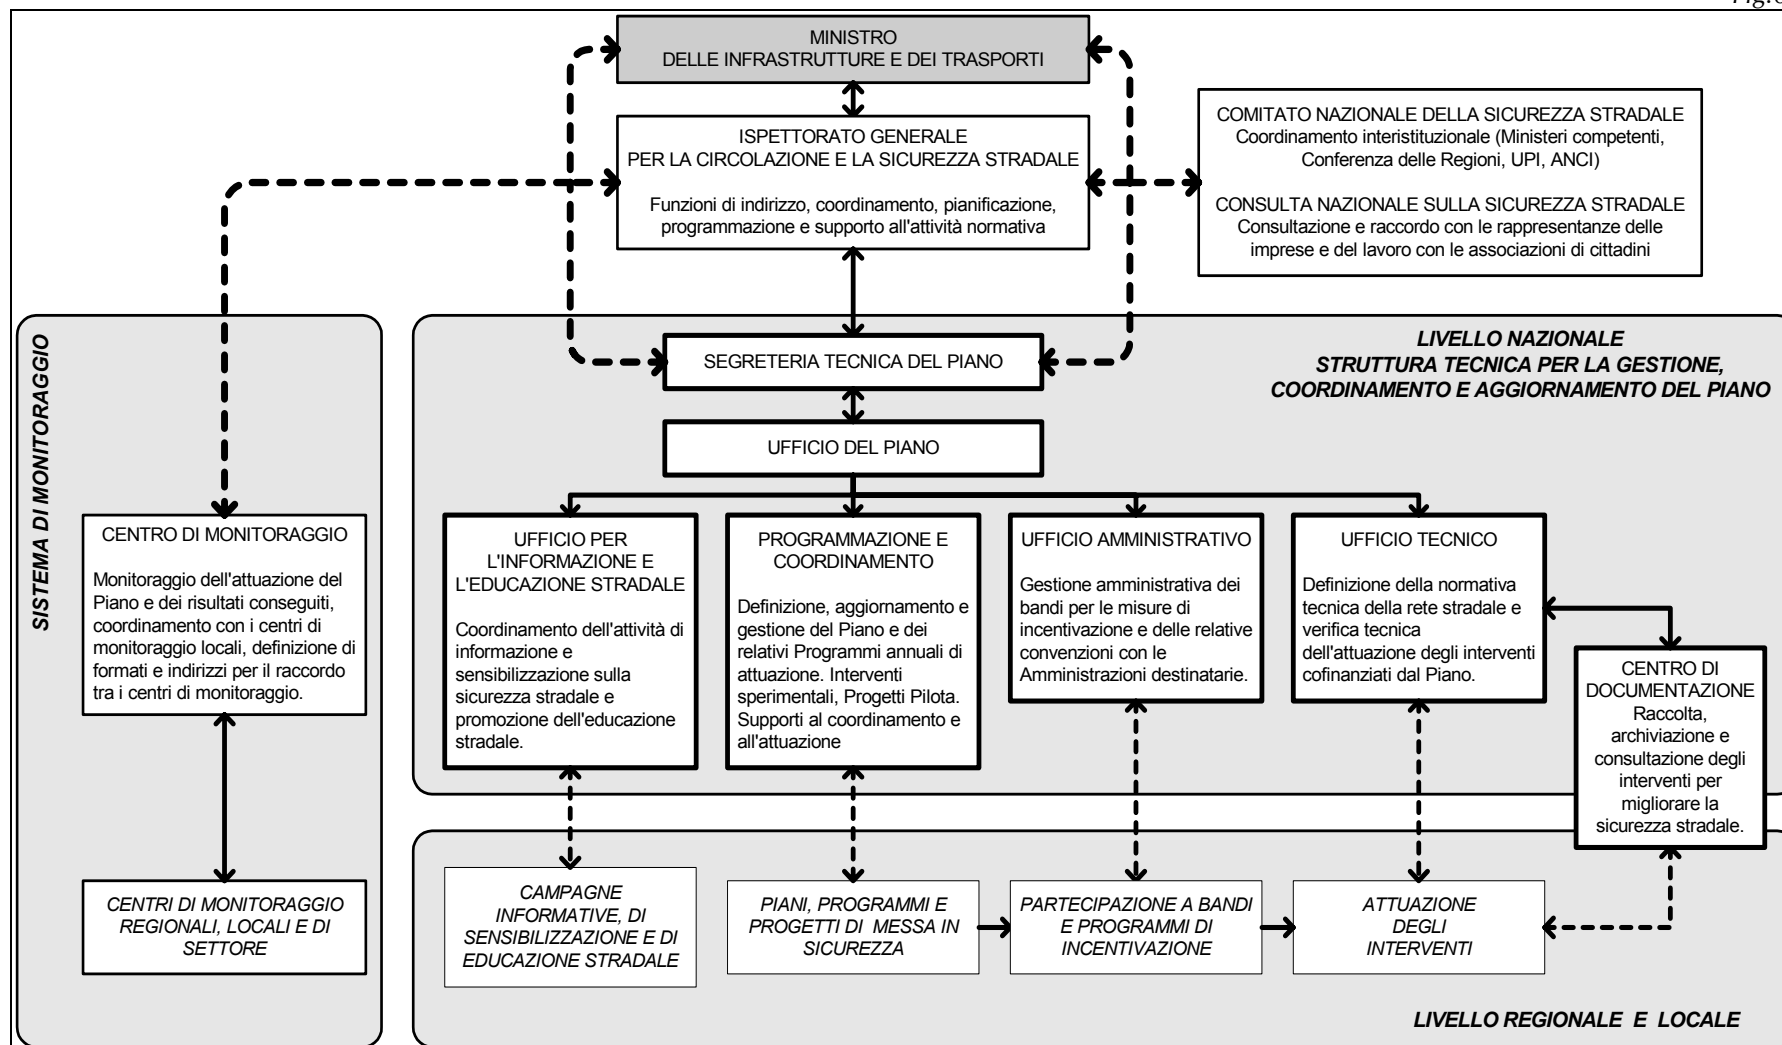 MINISTRO
DELLE INFRASTRUTTURE E DEI TRASPORTI
ISPETTORATO GENERALE
PER LA CIRCOLAZIONE E LA SICUREZZA STRADALE
Funzioni di indirizzo, coordinamento, pianificazione,
programmazione e supporto all'attività normativa
COMITATO NAZIONALE DELLA SICUREZZA STRADALE
Coordinamento interistituzionale (Ministeri competenti,
Conferenza delle Regioni, UPI, ANCI)
CONSULTA NAZIONALE SULLA SICUREZZA STRADALE
Consultazione e raccordo con le rappresentanze delle
imprese e del lavoro con le associazioni di cittadini
SISTEMA DI MONITORAGGIO
CENTRO DI MONITORAGGIO
Monitoraggio dell'attuazione del
Piano e dei risultati conseguiti,
coordinamento con i centri di
monitoraggio locali, definizione di
formati e indirizzi per il raccordo
tra i centri di monitoraggio.
CENTRI DI MONITORAGGIO
REGIONALI, LOCALI E DI
SETTORE
LIVELLO NAZIONALE
STRUTTURA TECNICA PER LA GESTIONE,
COORDINAMENTO E AGGIORNAMENTO DEL PIANO
SEGRETERIA TECNICA DEL PIANO
UFFICIO DEL PIANO
UFFICIO PER
L'INFORMAZIONE E
L'EDUCAZIONE STRADALE
Coordinamento dell'attività di
informazione e
sensibilizzazione sulla
sicurezza stradale e
promozione dell'educazione
stradale.
PROGRAMMAZIONE E
COORDINAMENTO
Definizione, aggiornamento e
gestione del Piano e dei
relativi Programmi annuali di
attuazione. Interventi
sperimentali, Progetti Pilota.
Supporti al coordinamento e
all'attuazione
UFFICIO AMMINISTRATIVO
Gestione amministrativa dei
bandi per le misure di
incentivazione e delle relative
convenzioni con le
Amministrazioni destinatarie.
UFFICIO TECNICO
Definizione della normativa
tecnica della rete stradale e
verifica tecnica
dell'attuazione degli interventi
cofinanziati dal Piano.
CENTRO DI
DOCUMENTAZIONE
Raccolta,
archiviazione e
consultazione degli
interventi per
migliorare la
sicurezza stradale.
CAMPAGNE
INFORMATIVE, DI
SENSIBILIZZAZIONE E DI
EDUCAZIONE STRADALE
PIANI, PROGRAMMI E
PROGETTI DI MESSA IN
SICUREZZA
PARTECIPAZIONE A BANDI
E PROGRAMMI DI
INCENTIVAZIONE
ATTUAZIONE
DEGLI
INTERVENTI
LIVELLO REGIONALE E LOCALE